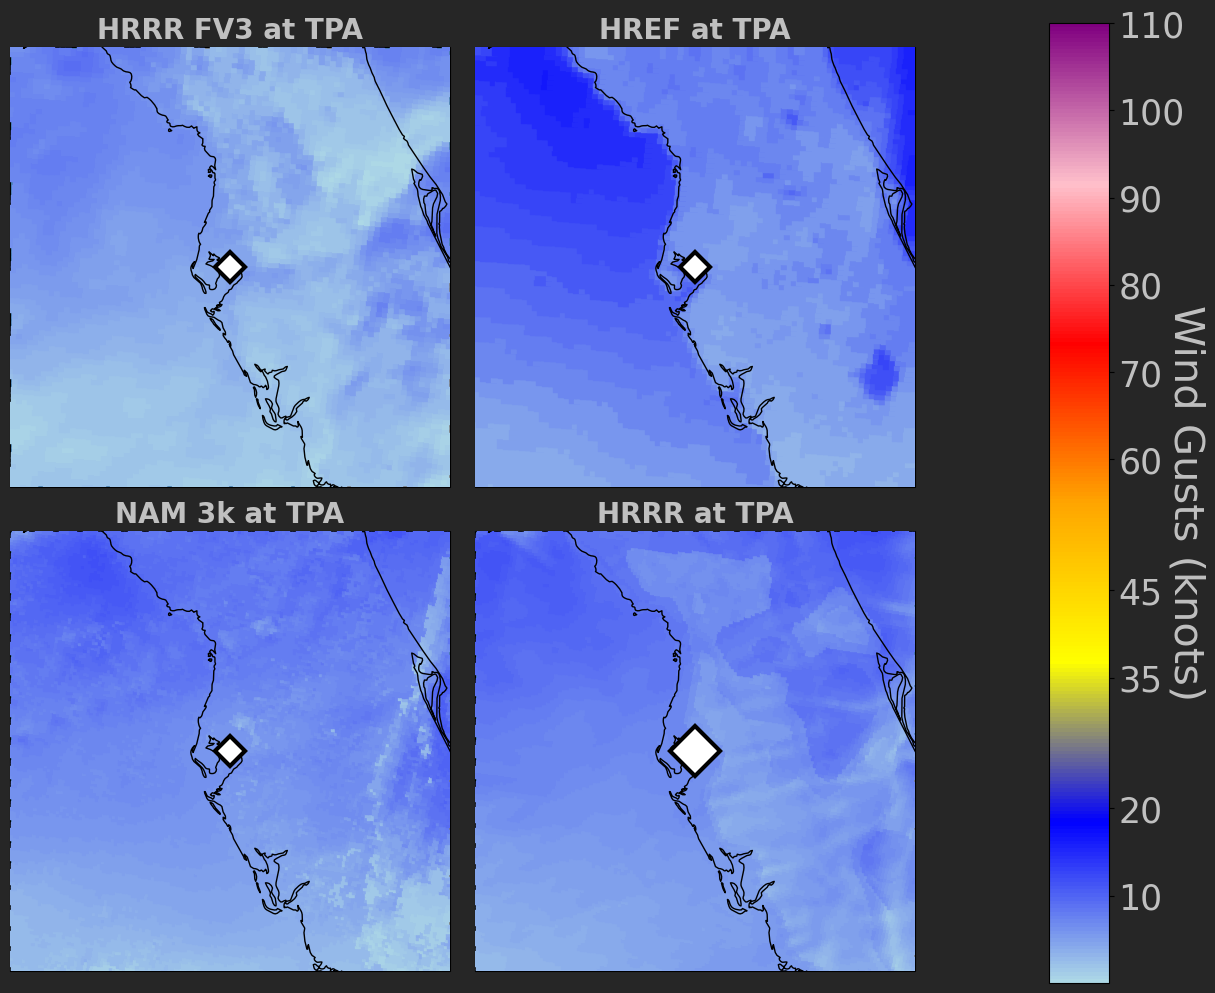 HRRR FV3 at TPA
HREF at TPA
NAM 3k at TPA
HRRR at TPA
110
100
90
80
70
60
45
35
20
10
Wind Gusts (knots)